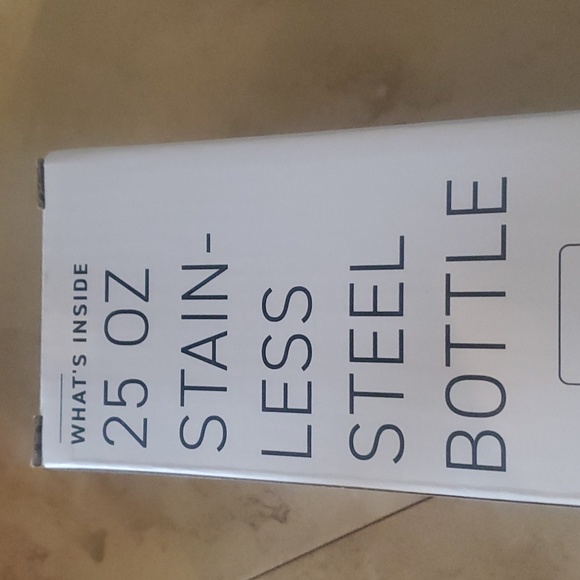 WHAT'S INSIDE
25 OZ
STAIN-
LESS
STEEL
BOTTLE